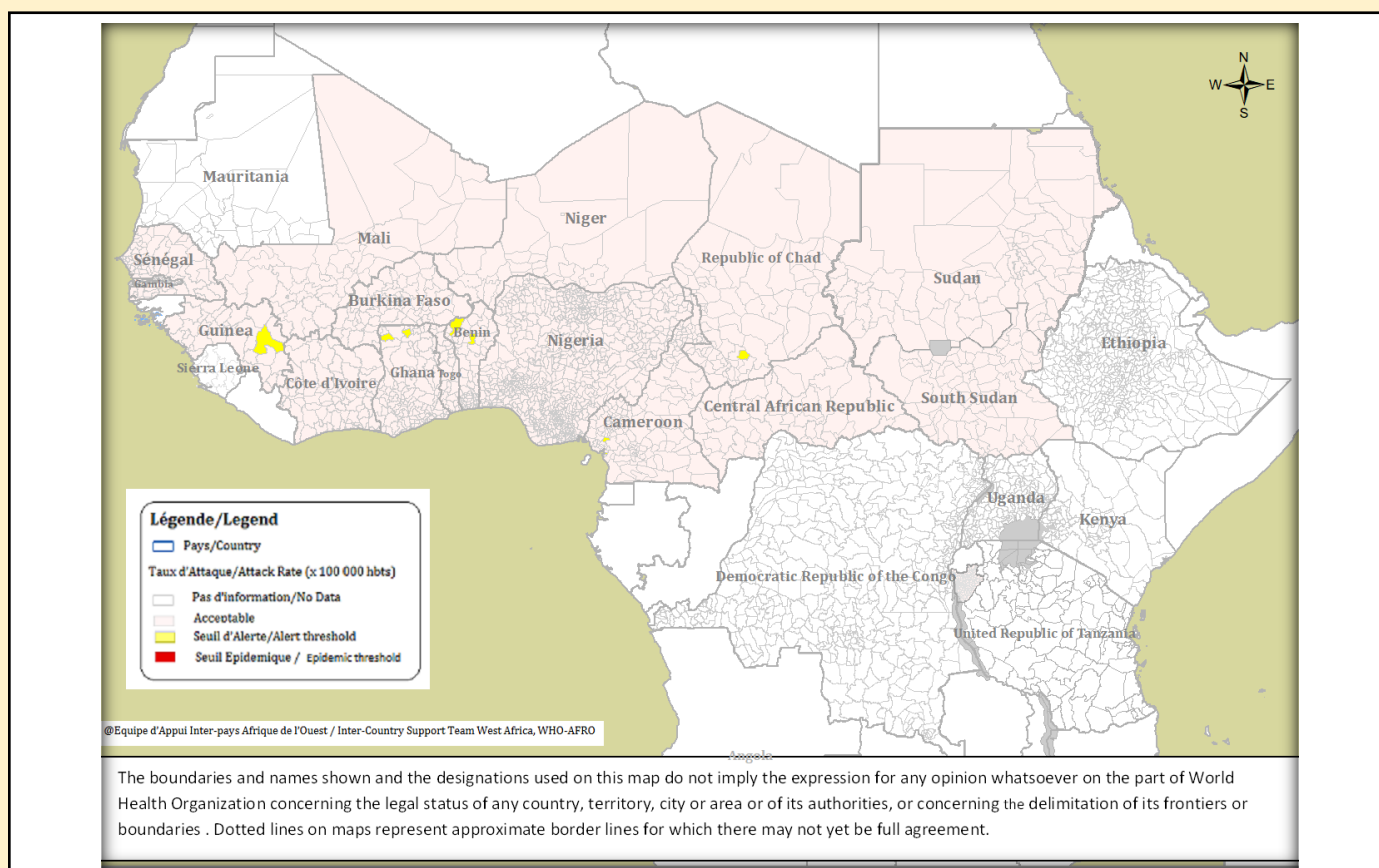 N
W E
S
Mauritania
Niger
Mali
Sénégal
Republic of Chad
Sudan
Gambia
Burkina Faso
Guinea
Benin
Nigeria
Ethiopia
Sierra Leone
Côte d'Ivoire
Ghana
Togo
South Sudan
Central African Republic
Cameroon
Uganda
Kenya
Democratic Republic of the Congo
United Republic of Tanzania
Angola
Légende/Legend
Pays/Country
Taux d'Attaque/Attack Rate (x 100 000 hbts)
Pas d'information/No Data
Acceptable
Seuil d'Alerte/Alert threshold
Seuil Epidemique / Epidemic threshold
@Equipe d'Appui Inter-pays Afrique de l'Ouest / Inter-Country Support Team West Africa, WHO-AFRO
The boundaries and names shown and the designations used on this map do not imply the expression for any opinion whatsoever on the part of World
Health Organization concerning the legal status of any country, territory, city or area or of its authorities, or concerning the delimitation of its frontiers or
boundaries . Dotted lines on maps represent approximate border lines for which there may not yet be full agreement.